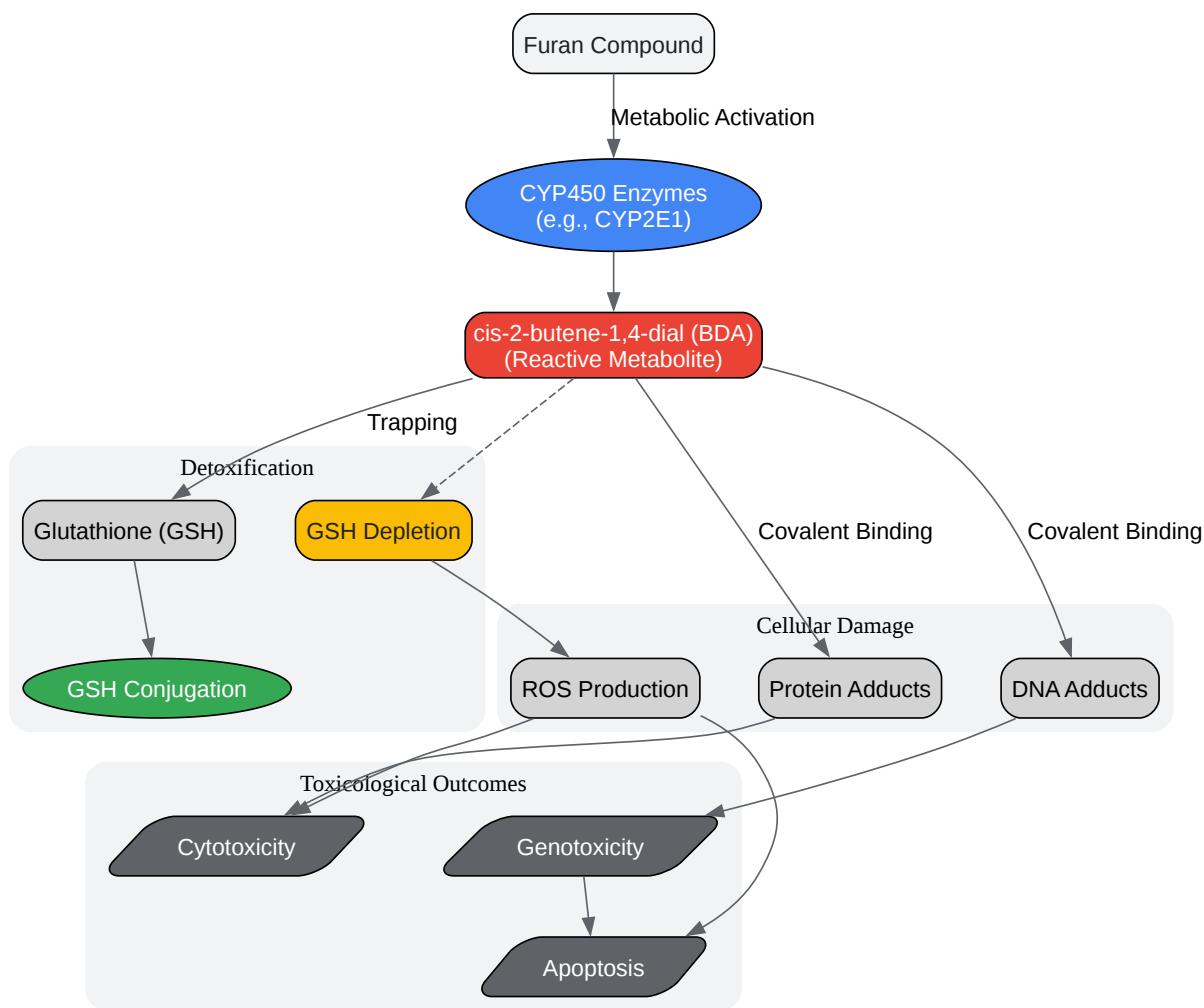 Furan Compound
Metabolic Activation
CYP450 Enzymes
(e.g., CYP2E1)
cis-2-butene-1,4-dial (BDA)
(Reactive Metabolite)
Trapping
Detoxification
Glutathione (GSH)
GSH Depletion
Covalent Binding
Covalent Binding
Cellular Damage
GSH Conjugation
ROS Production
Protein Adducts
DNA Adducts
Toxicological Outcomes
Cytotoxicity
Genotoxicity
Apoptosis